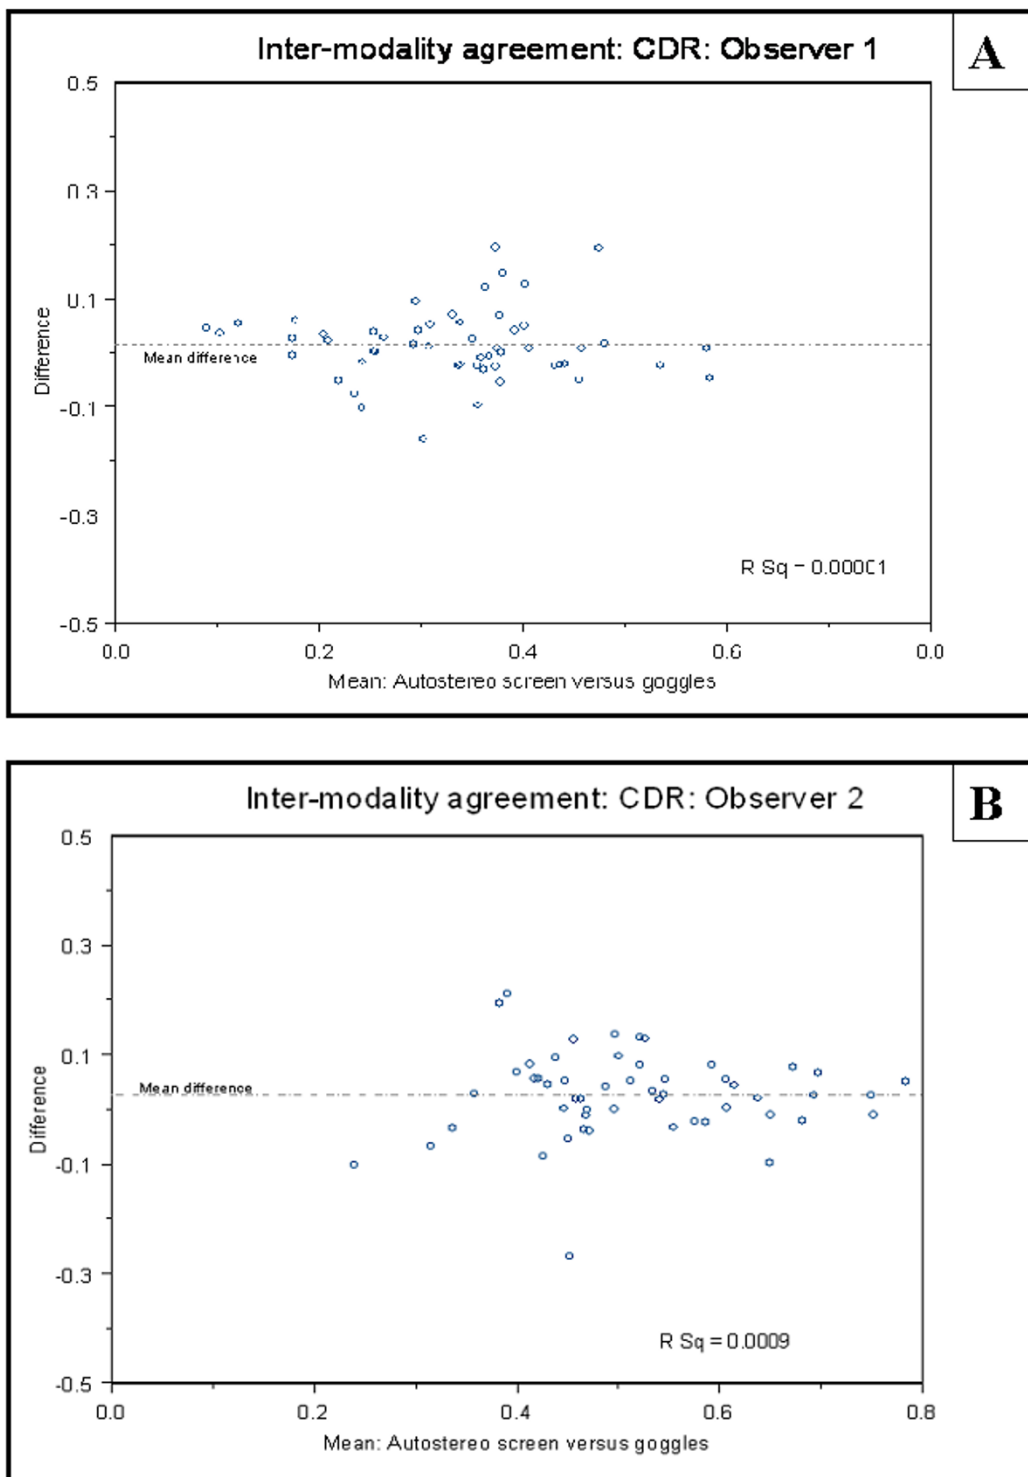 Inter-modality agreement: CDR: Observer 1
A
0.5
0.3
0.1
-0.1
-0.3
-0.5
Difference
Mean difference
R Sq = 0.00001
0.0 0.2 0.4 0.6 0.0
Mean: Autostereo screen versus goggles
Inter-modality agreement: CDR: Observer 2
B
0.5
0.3
0.1
-0.1
-0.3
-0.5
Difference
Mean difference
R Sq = 0.0009
0.0 0.2 0.4 0.6 0.8
Mean: Autostereo screen versus goggles